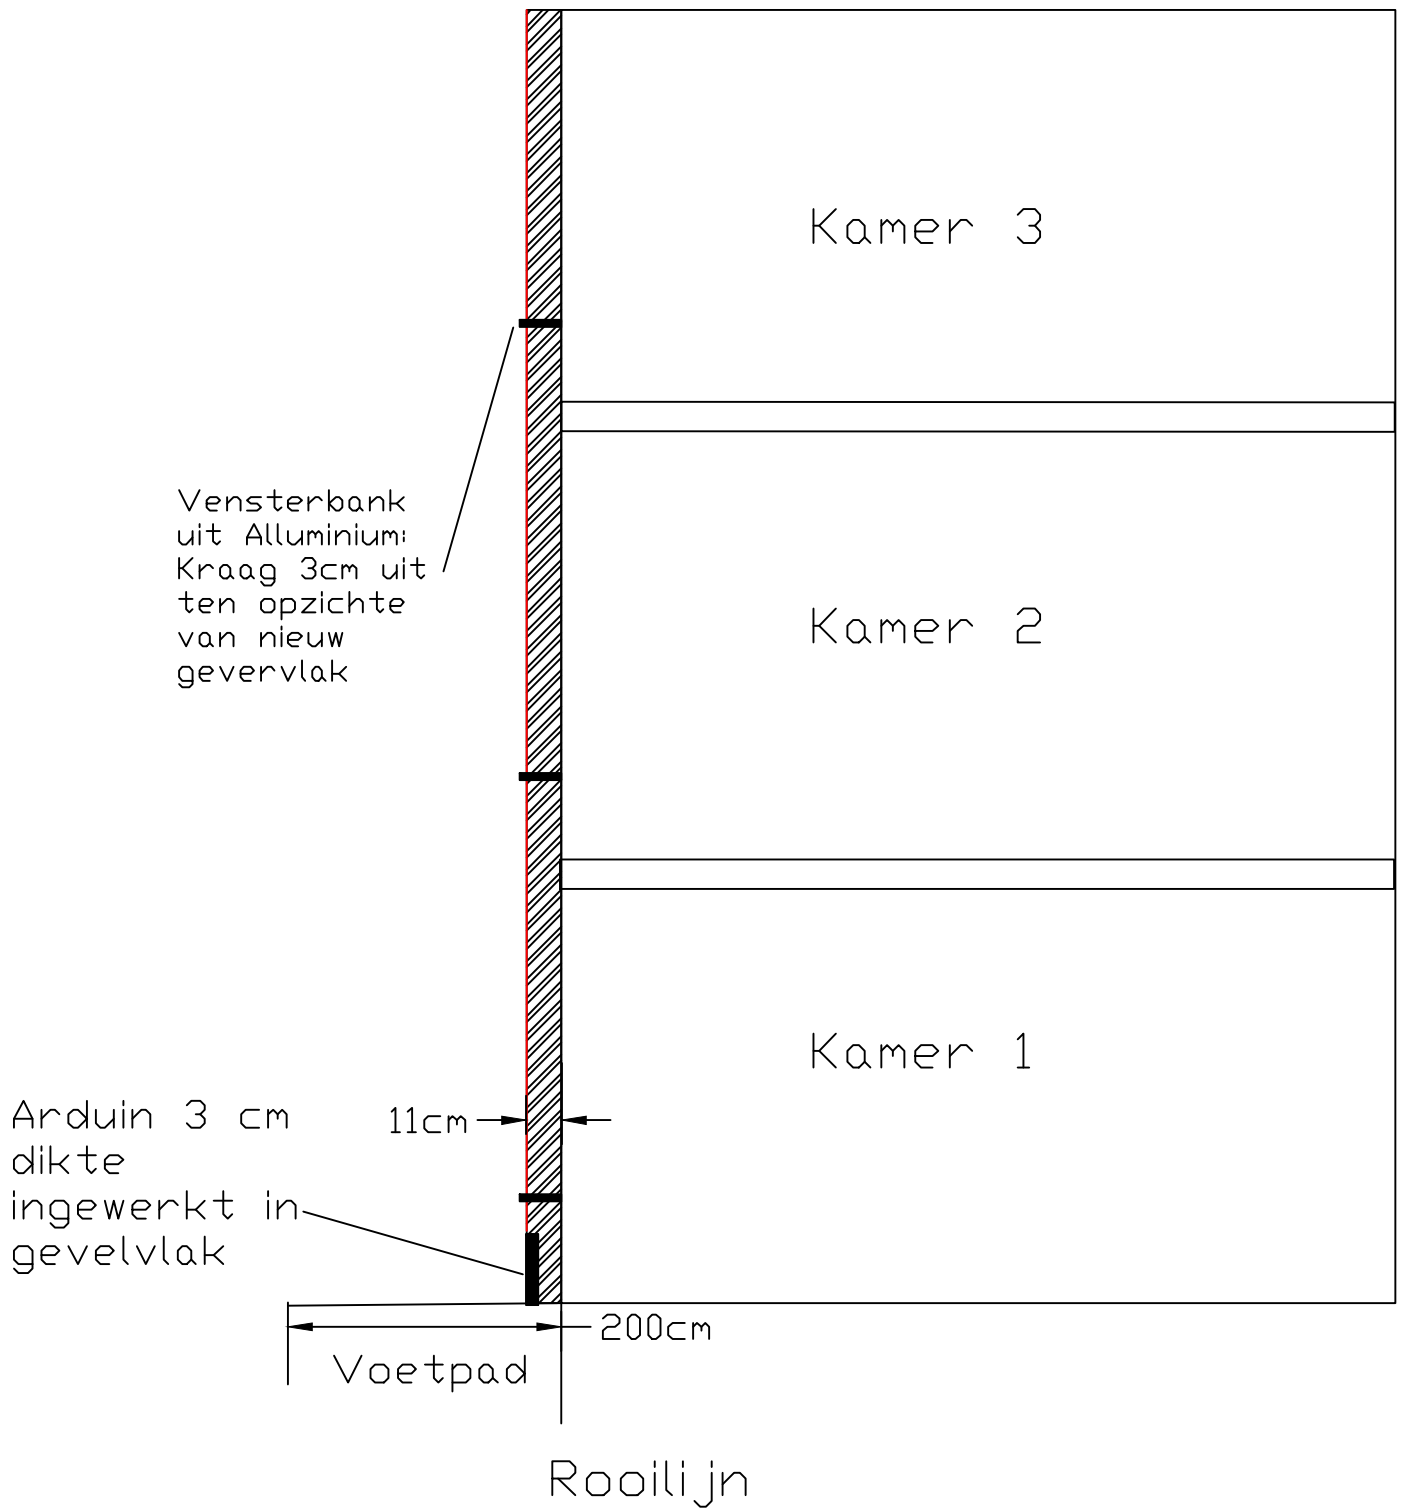 Kamer 3
Vensterbank
uit Alluminium:
Kraag 3cm uit
ten opzichte
van nieuw
gevervlak
Kamer 2
Kamer 1
Arduin 3 cm
dikte
ingewerkt in
gevelvlak
11cm
200cm
Voetpad
Rooilijn